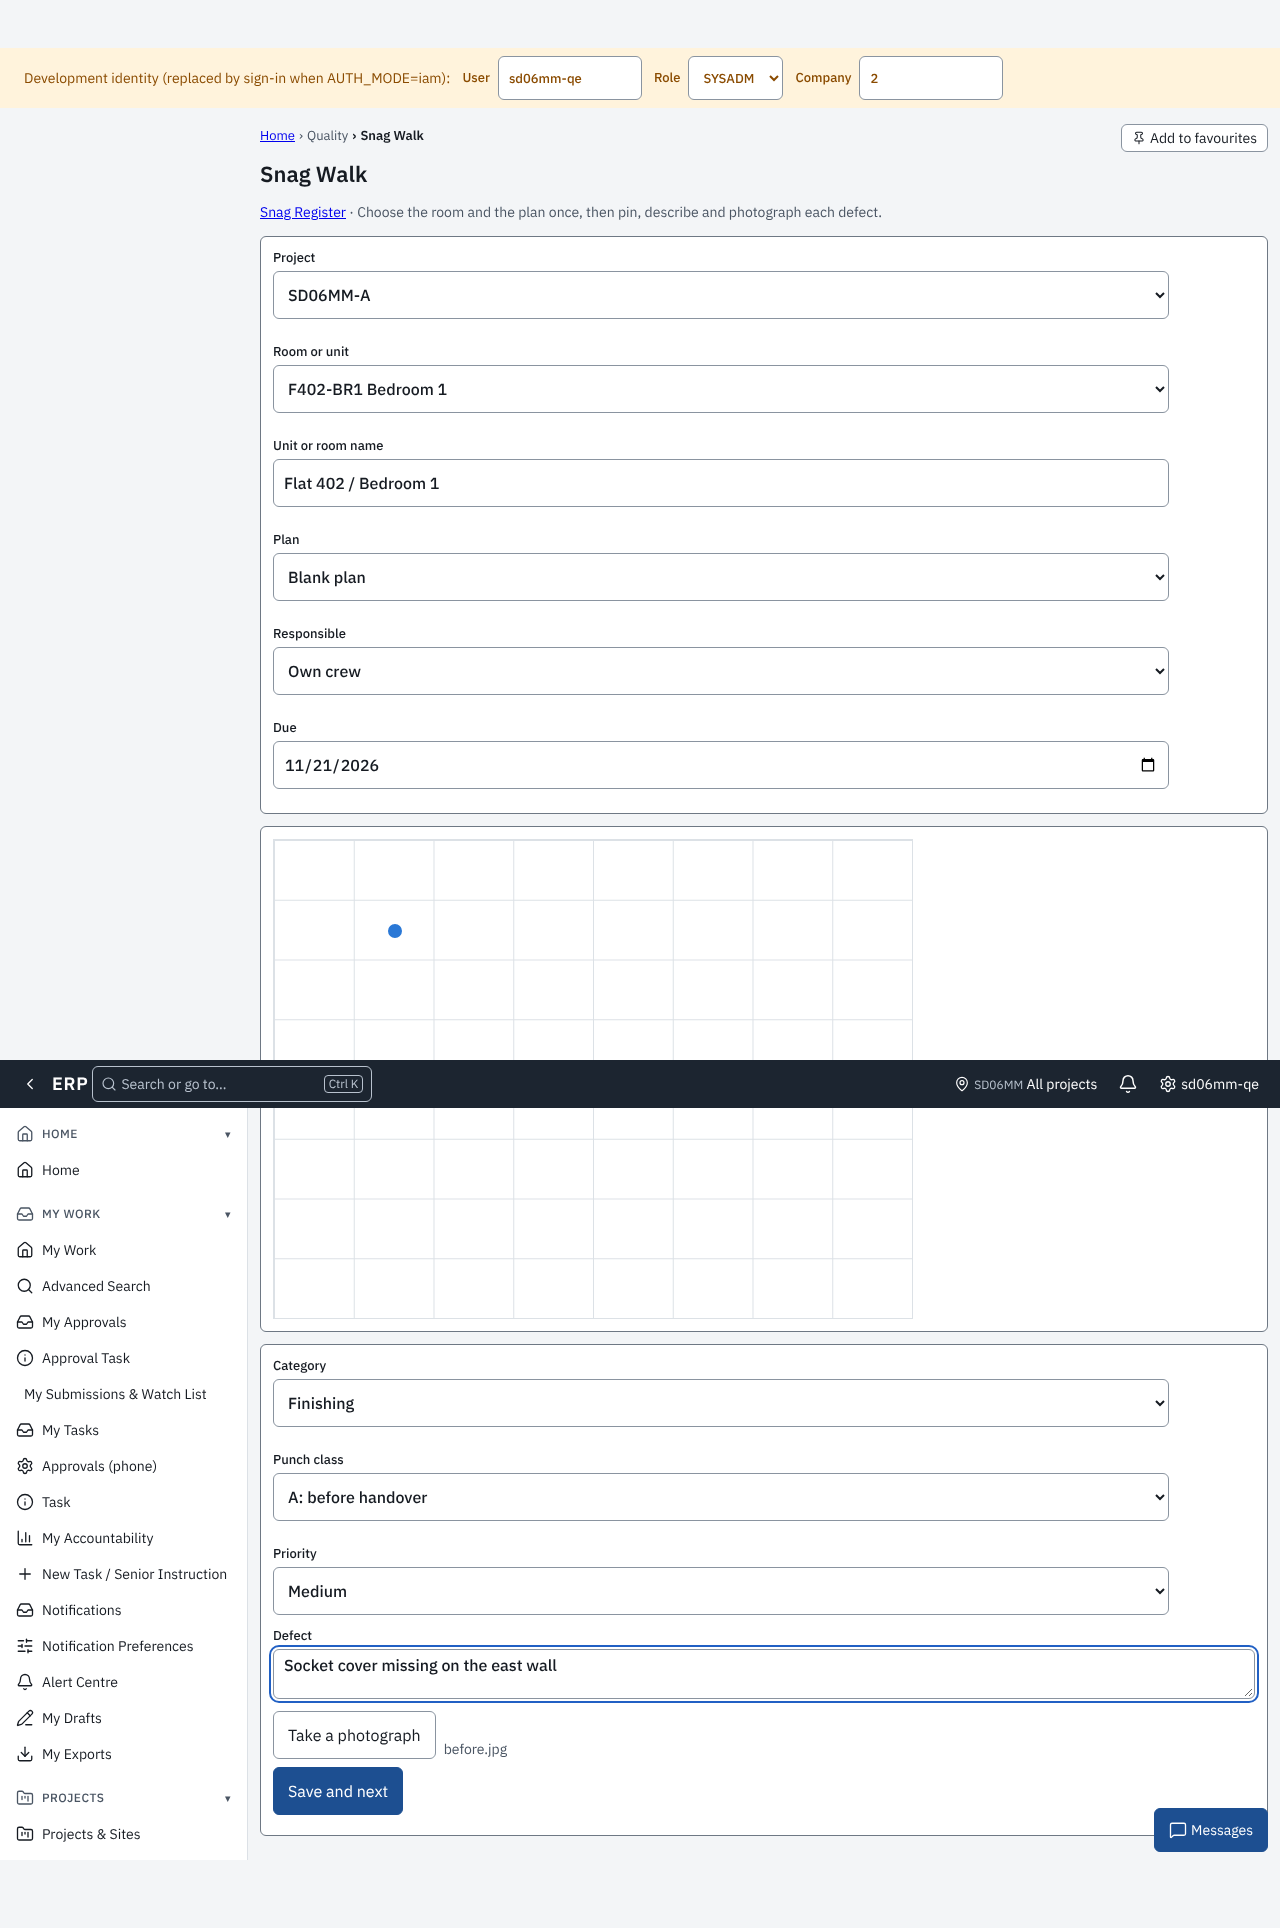 Development identity (replaced by sign-in when AUTH_MODE=iam): User sd06mm-qe Role SYSADM Company 2
Home › Quality › Snag Walk
Add to favourites
Snag Walk
Snag Register · Choose the room and the plan once, then pin, describe and photograph each defect.
Project
SD06MM-A
Room or unit
F402-BR1 Bedroom 1
Unit or room name
Flat 402 / Bedroom 1
Plan
Blank plan
Responsible
Own crew
Due
11/21/2026
ERP Search or go to... Ctrl K SD06MM All projects sd06mm-qe
HOME
Home
MY WORK
My Work
Advanced Search
My Approvals
Approval Task
My Submissions & Watch List
My Tasks
Approvals (phone)
Task
My Accountability
New Task / Senior Instruction
Notifications
Notification Preferences
Alert Centre
My Drafts
My Exports
PROJECTS
Projects & Sites
Category
Finishing
Punch class
A: before handover
Priority
Medium
Defect
Socket cover missing on the east wall
Take a photograph before.jpg
Save and next
Messages